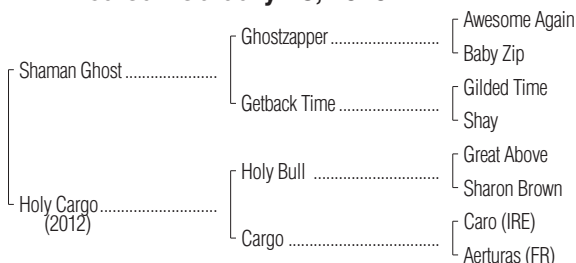 Awesome Again
Ghostzapper
Baby Zip
Shaman Ghost
Gilded Time
Getback Time
Shay
Great Above
Holy Bull
Sharon Brown
Holy Cargo
(2012)
Caro (IRE)
Cargo
Aerturas (FR)